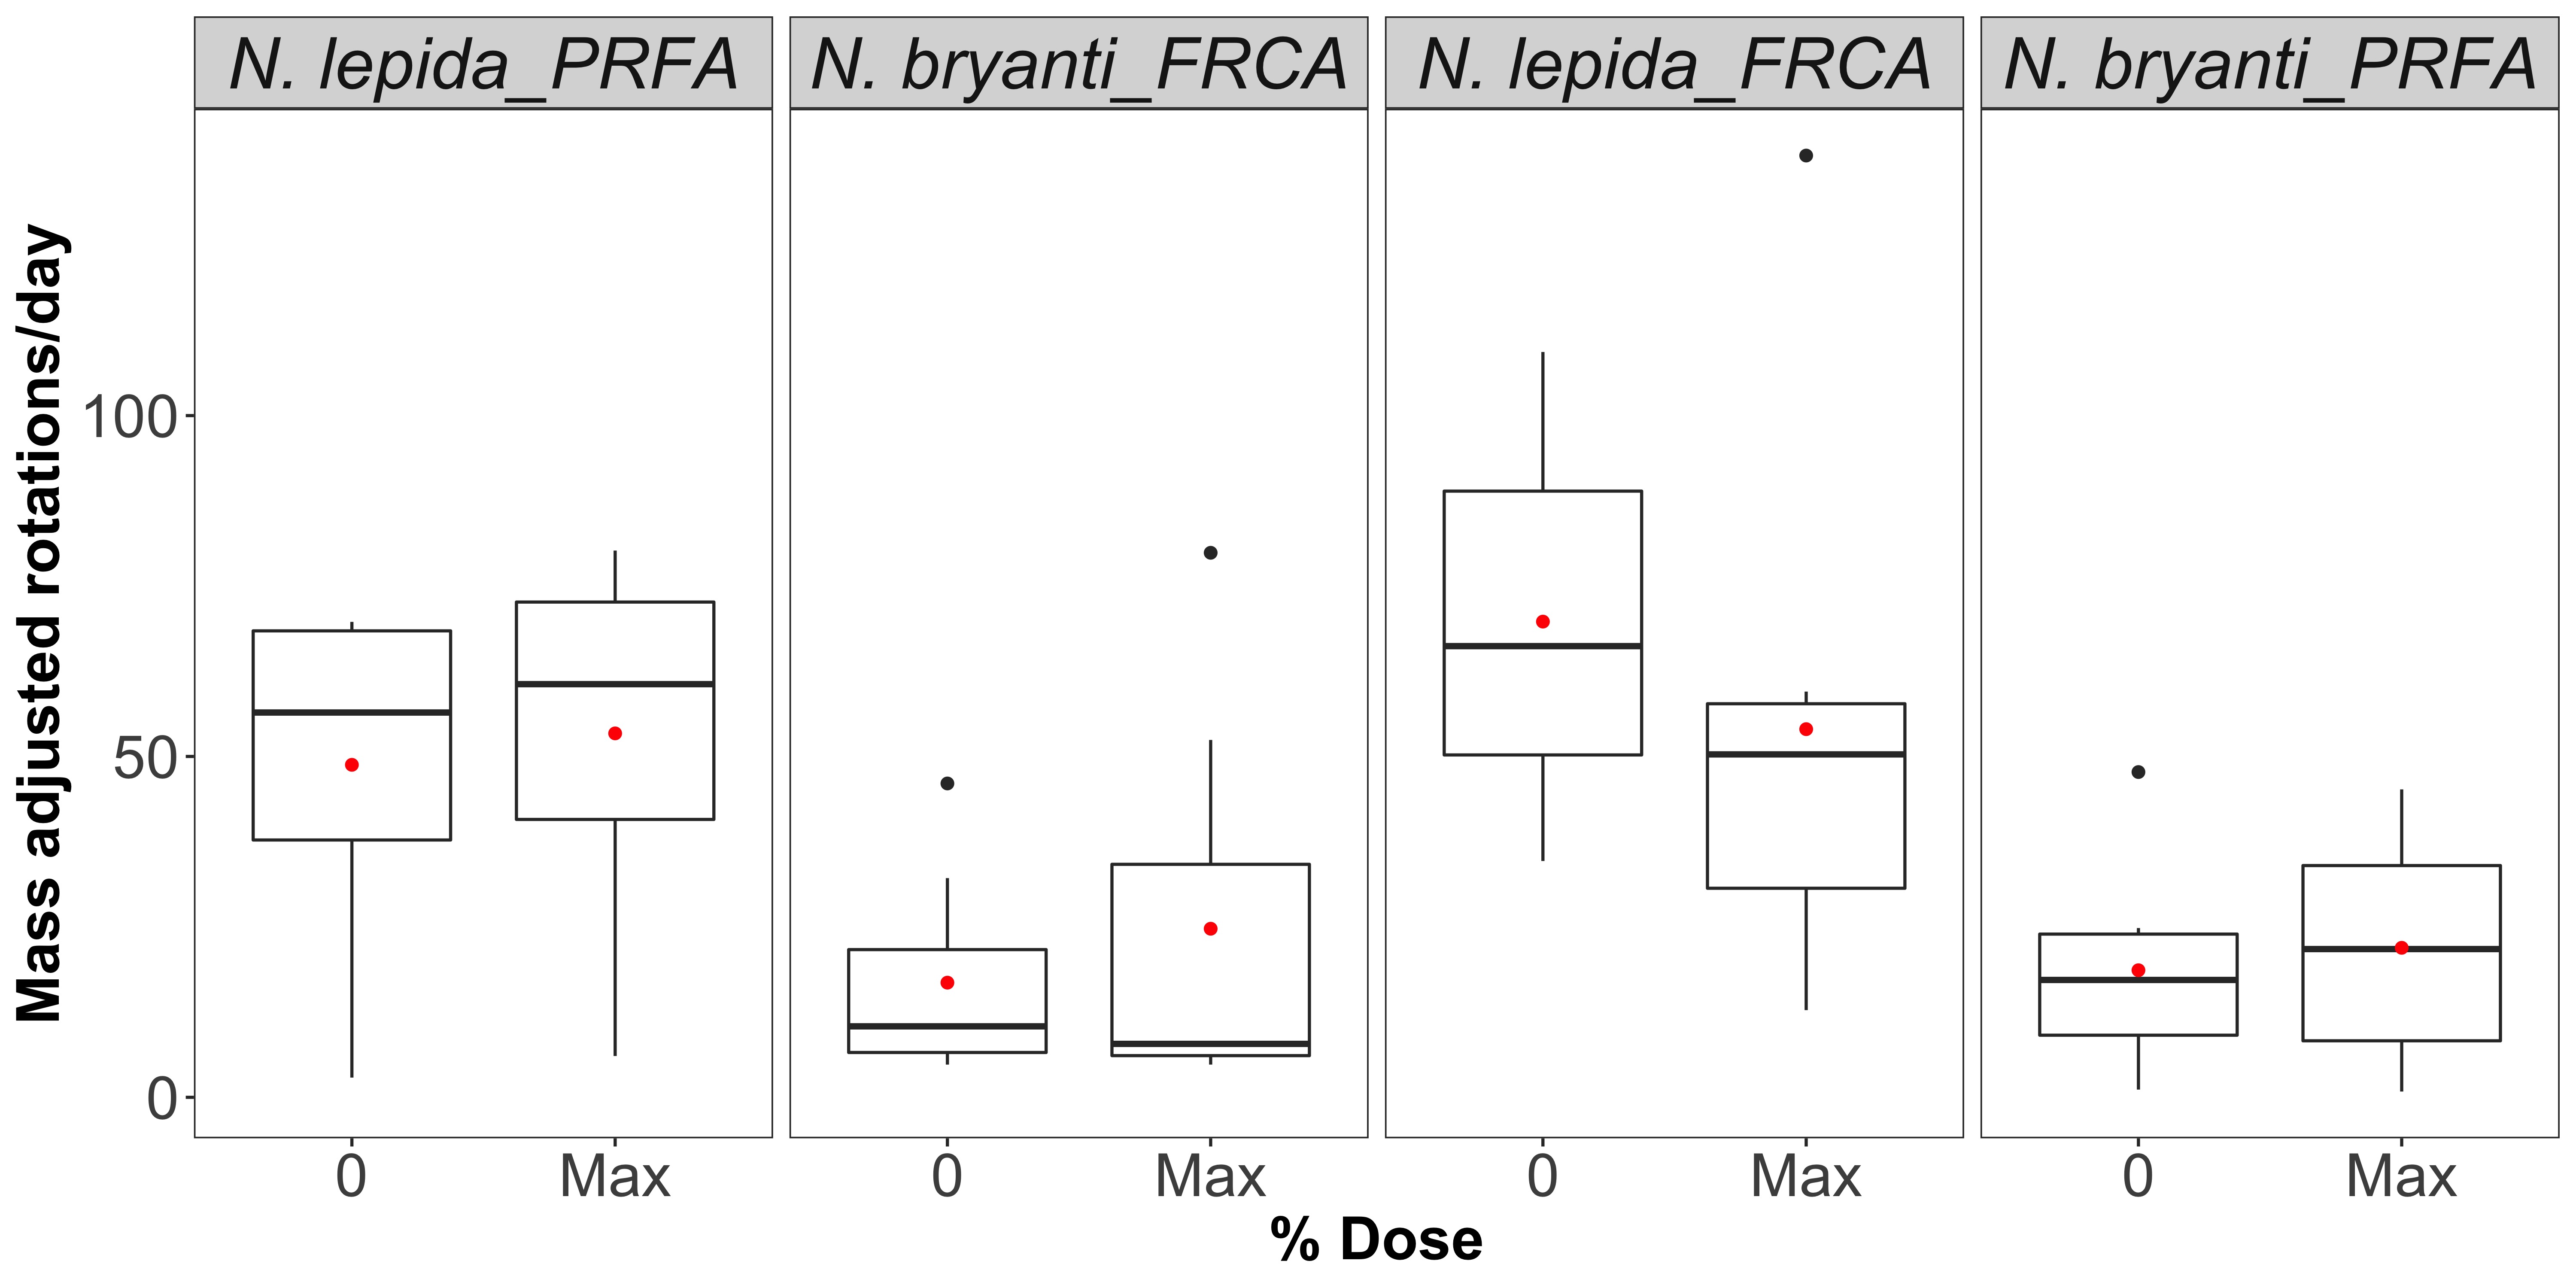 N. lepida_PRFA
N. bryanti_FRCA
N. lepida_FRCA
N. bryanti_PRFA
Mass adjusted rotations/day
100
50
0
0
Max
0
Max
0
Max
0
Max
% Dose